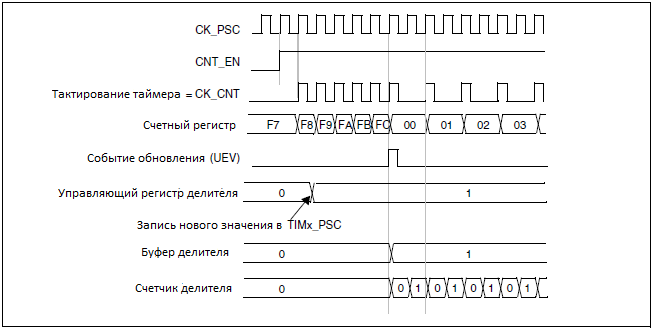 CK_PSC
CNT_EN
Тактирование таймера = CK_CNT
Счетный регистр F7 F8 F9 FA FB FC 00 01 02 03
Событие обновления (UEV)
Управляющий регистр делителя 0 1
Запись нового значения в TIMx_PSC
Буфер делителя 0 1
Счетчик делителя 0 0 1 0 1 0 1 0 1